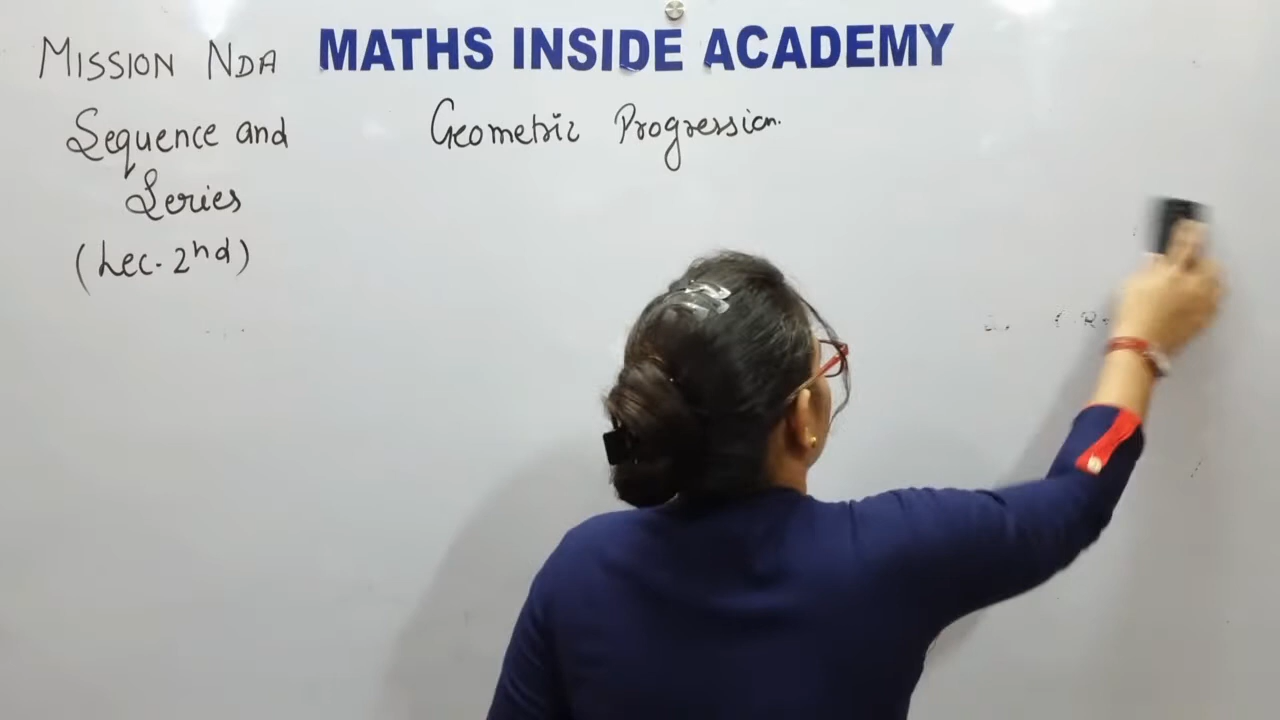 MISSION NDA
MATHS INSIDE ACADEMY
Sequence and
Series
(Lec. 2nd)
Geometric Progression.